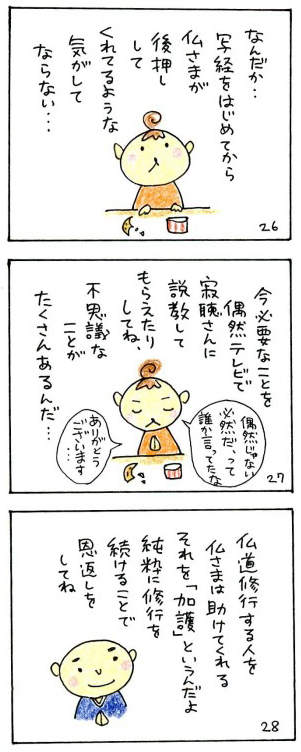 なんだか‥
写経をはじめてから
仏さまが
後押し
して
くれてるような
気がして
ならない・・・
26
今必要なことを
偶然テレビで
寂聴さんに
説教して
もらえたり
してね、
不思議な
ことが
たくさんあるんだ…
偶然じゃない
必然だ、って
誰か言ってたな
ありがとう
ございます
・・・
27
仏道修行する人を
仏さまは助けてくれる
それを「加護」というんだよ
純粋に修行を
続けることで
恩返しを
してね
28